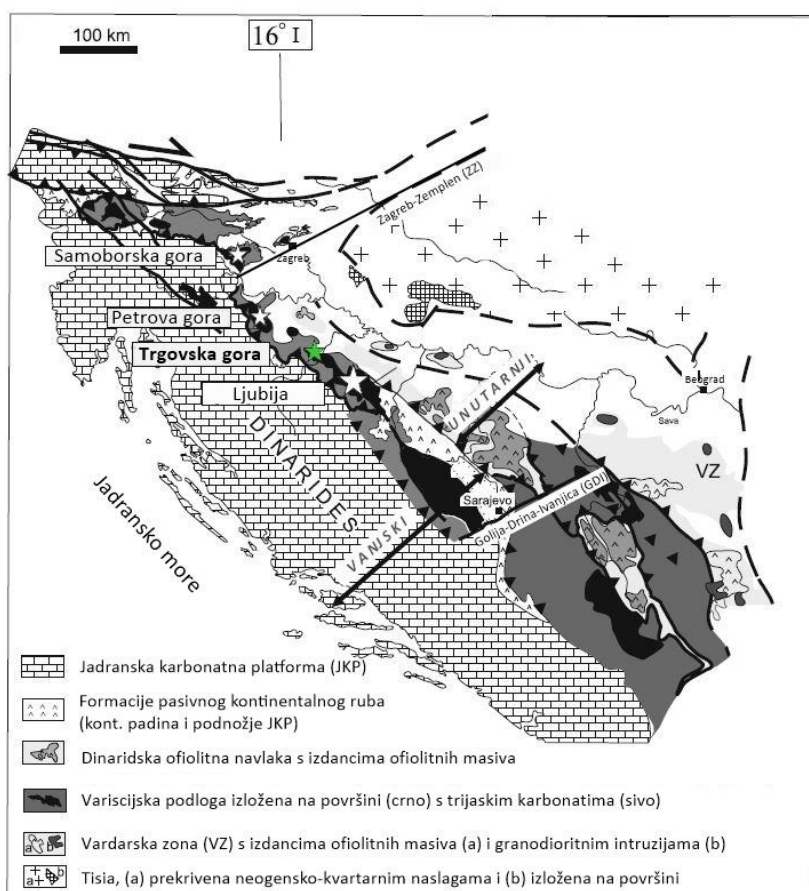 100 km
16° I
Zagreb-Zemplen (ZZ)
Zagreb
Samoborska gora
Petrova gora
Trgovska gora
Ljubija
UNUTARNJI
Beograd
Sava
VZ
DINARIDES
Sarajevo
Golija-Drina-Ivanjica (GDI)
VANJSKI
Jadransko more
Jadranska karbonatna platforma (JKP)
Formacije pasivnog kontinentalnog ruba
(kont. padina i podnožje JKP)
Dinaridska ofiolitna navlaka s izdancima ofiolitnih masiva
Variscijska podloga izložena na površini (crno) s trijaskim karbonatima (sivo)
a b
Vardarska zona (VZ) s izdancima ofiolitnih masiva (a) i granodioritnim intruzijama (b)
a b
Tisia, (a) prekrivena neogensko-kvartarnim naslagama i (b) izložena na površini